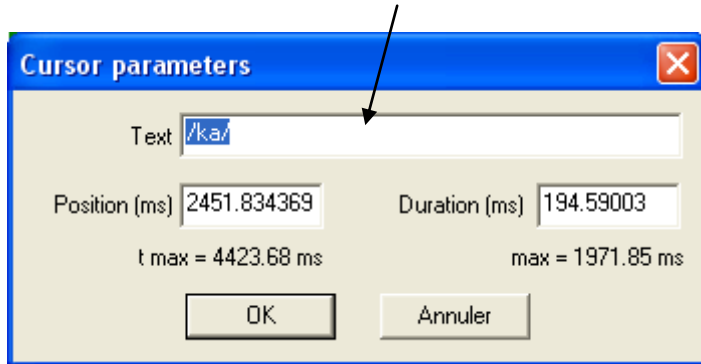 Cursor parameters
Text /ka/
Position (ms) 2451.834369 Duration (ms) 194.59003
t max = 4423.68 ms max = 1971.85 ms
OK Annuler